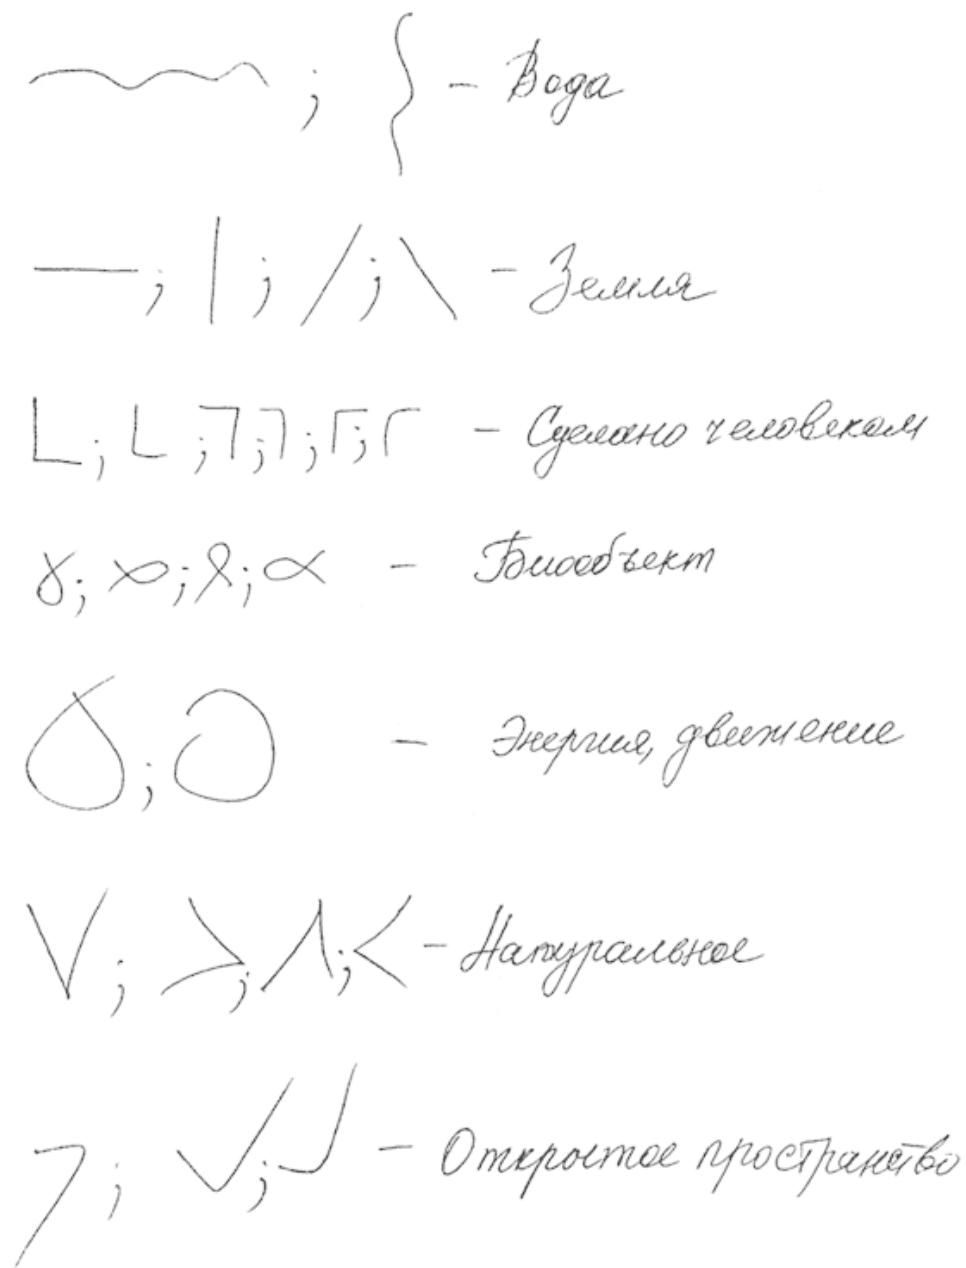 ; – Вода
; ; ; – Земля
; ; ; ; ; – Сделано человеком
; ; ; – Биообъект
; – Энергия, движение
; ; ; – Натуральное
; ; – Открытое пространство